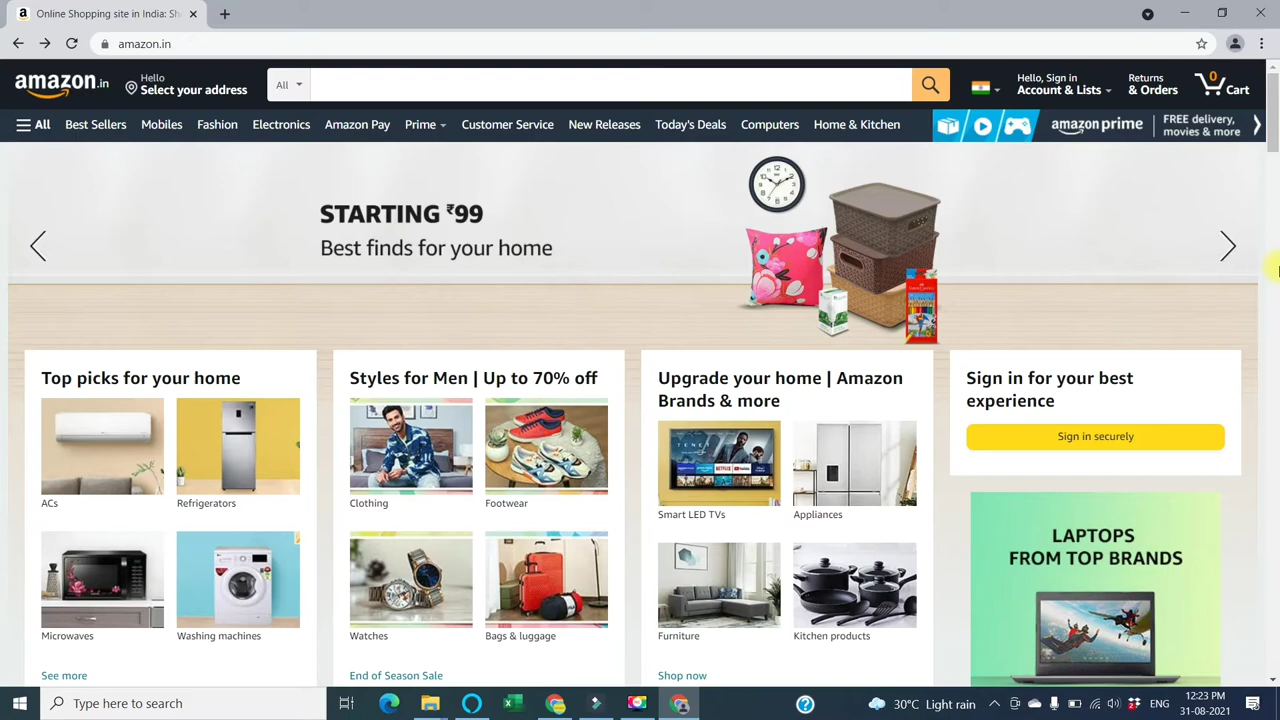 Online Shopping site in India: Sh
amazon.in
amazon.in
Hello
Select your address
All
Hello, Sign in
Account & Lists
Returns
& Orders
0
Cart
All
Best Sellers
Mobiles
Fashion
Electronics
Amazon Pay
Prime
Customer Service
New Releases
Today's Deals
Computers
Home & Kitchen
amazon prime
FREE delivery,
movies & more
STARTING ₹99
Best finds for your home
Top picks for your home
ACs
Refrigerators
Microwaves
Washing machines
See more
Styles for Men | Up to 70% off
Clothing
Footwear
Watches
Bags & luggage
End of Season Sale
Upgrade your home | Amazon
Brands & more
TENET
NETFLIX
Smart LED TVs
Appliances
Furniture
Kitchen products
Shop now
Sign in for your best
experience
Sign in securely
LAPTOPS
FROM TOP BRANDS
Type here to search
30°C Light rain
ENG
12:23 PM
31-08-2021